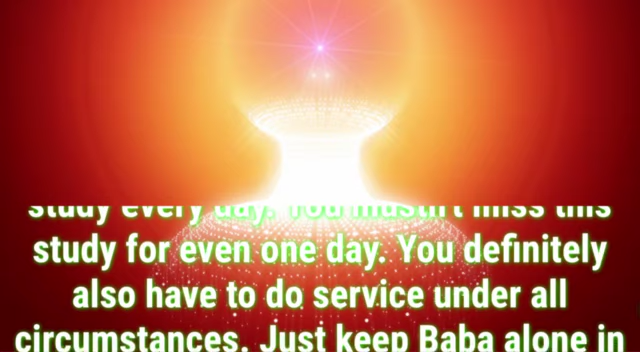 study every day. You mustn't miss this
study for even one day. You definitely
also have to do service under all
circumstances. Just keep Baba alone in